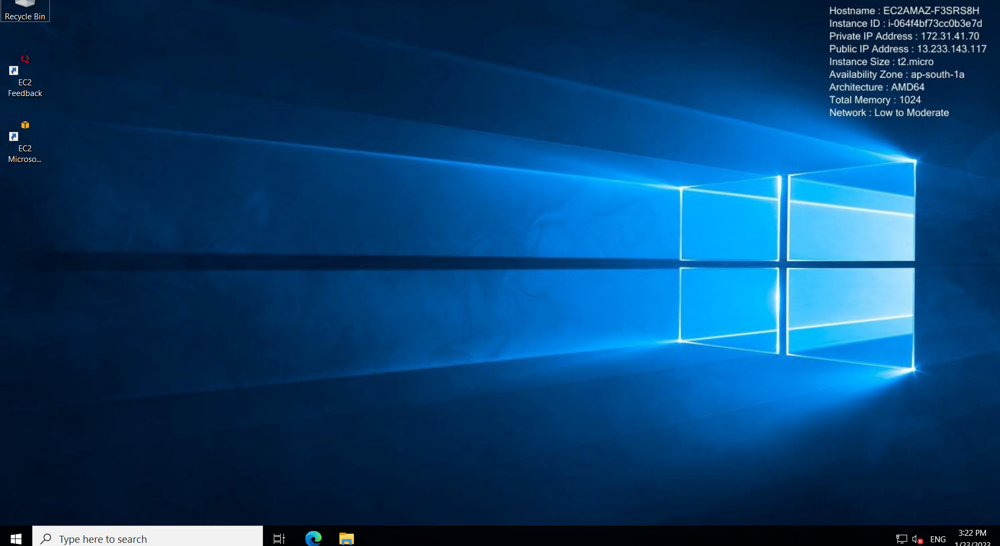 Recycle Bin
EC2
Feedback
EC2
Microso...
Hostname : EC2AMAZ-F3SRS8H
Instance ID : i-064f4bf73cc0b3e7d
Private IP Address : 172.31.41.70
Public IP Address : 13.233.143.117
Instance Size : t2.micro
Availability Zone : ap-south-1a
Architecture : AMD64
Total Memory : 1024
Network : Low to Moderate
Type here to search
ENG
3:22 PM
1/23/2023